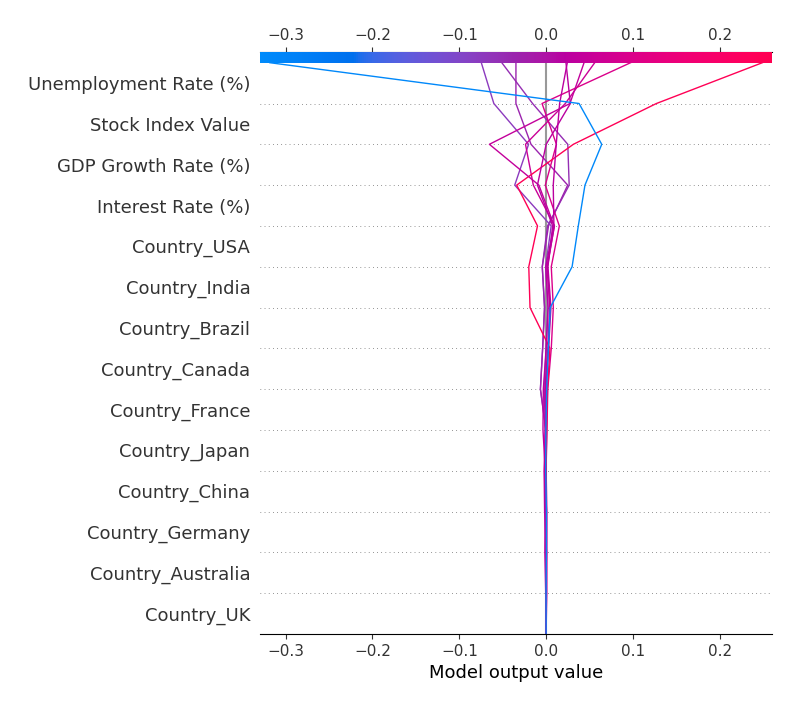 −0.3 −0.2 −0.1 0.0 0.1 0.2
Unemployment Rate (%)
Stock Index Value
GDP Growth Rate (%)
Interest Rate (%)
Country_USA
Country_India
Country_Brazil
Country_Canada
Country_France
Country_Japan
Country_China
Country_Germany
Country_Australia
Country_UK
−0.3 −0.2 −0.1 0.0 0.1 0.2
Model output value